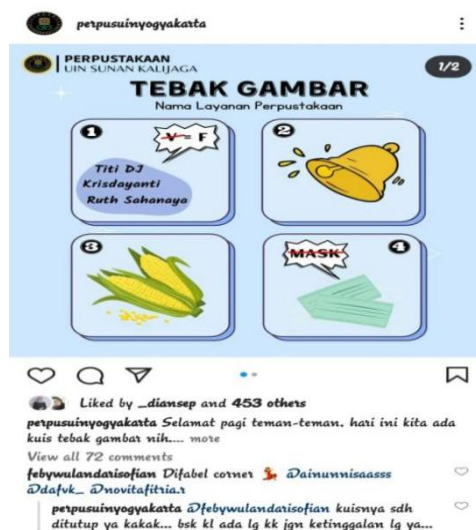 perpusuinyogyakarta
PERPUSTAKAAN
UIN SUNAN KALIJAGA
1/2
TEBAK GAMBAR
Nama Layanan Perpustakaan
1
V = F
Titi DJ
Krisdayanti
Ruth Sahanaya
2
3
MASK
4
Liked by _diansep and 453 others
perpusuinyogyakarta Selamat pagi teman-teman. hari ini kita ada
kuis tebak gambar nih.... more
View all 72 comments
febywulandarisofian Difabel corner 💃 @ainunnisaasss
@dafvk_ @novitafitria.r
perpusuinyogyakarta @febywulandarisofian kuisnya sdh
ditutup ya kakak... bsk kl ada lg kk jgn ketinggalan lg ya...